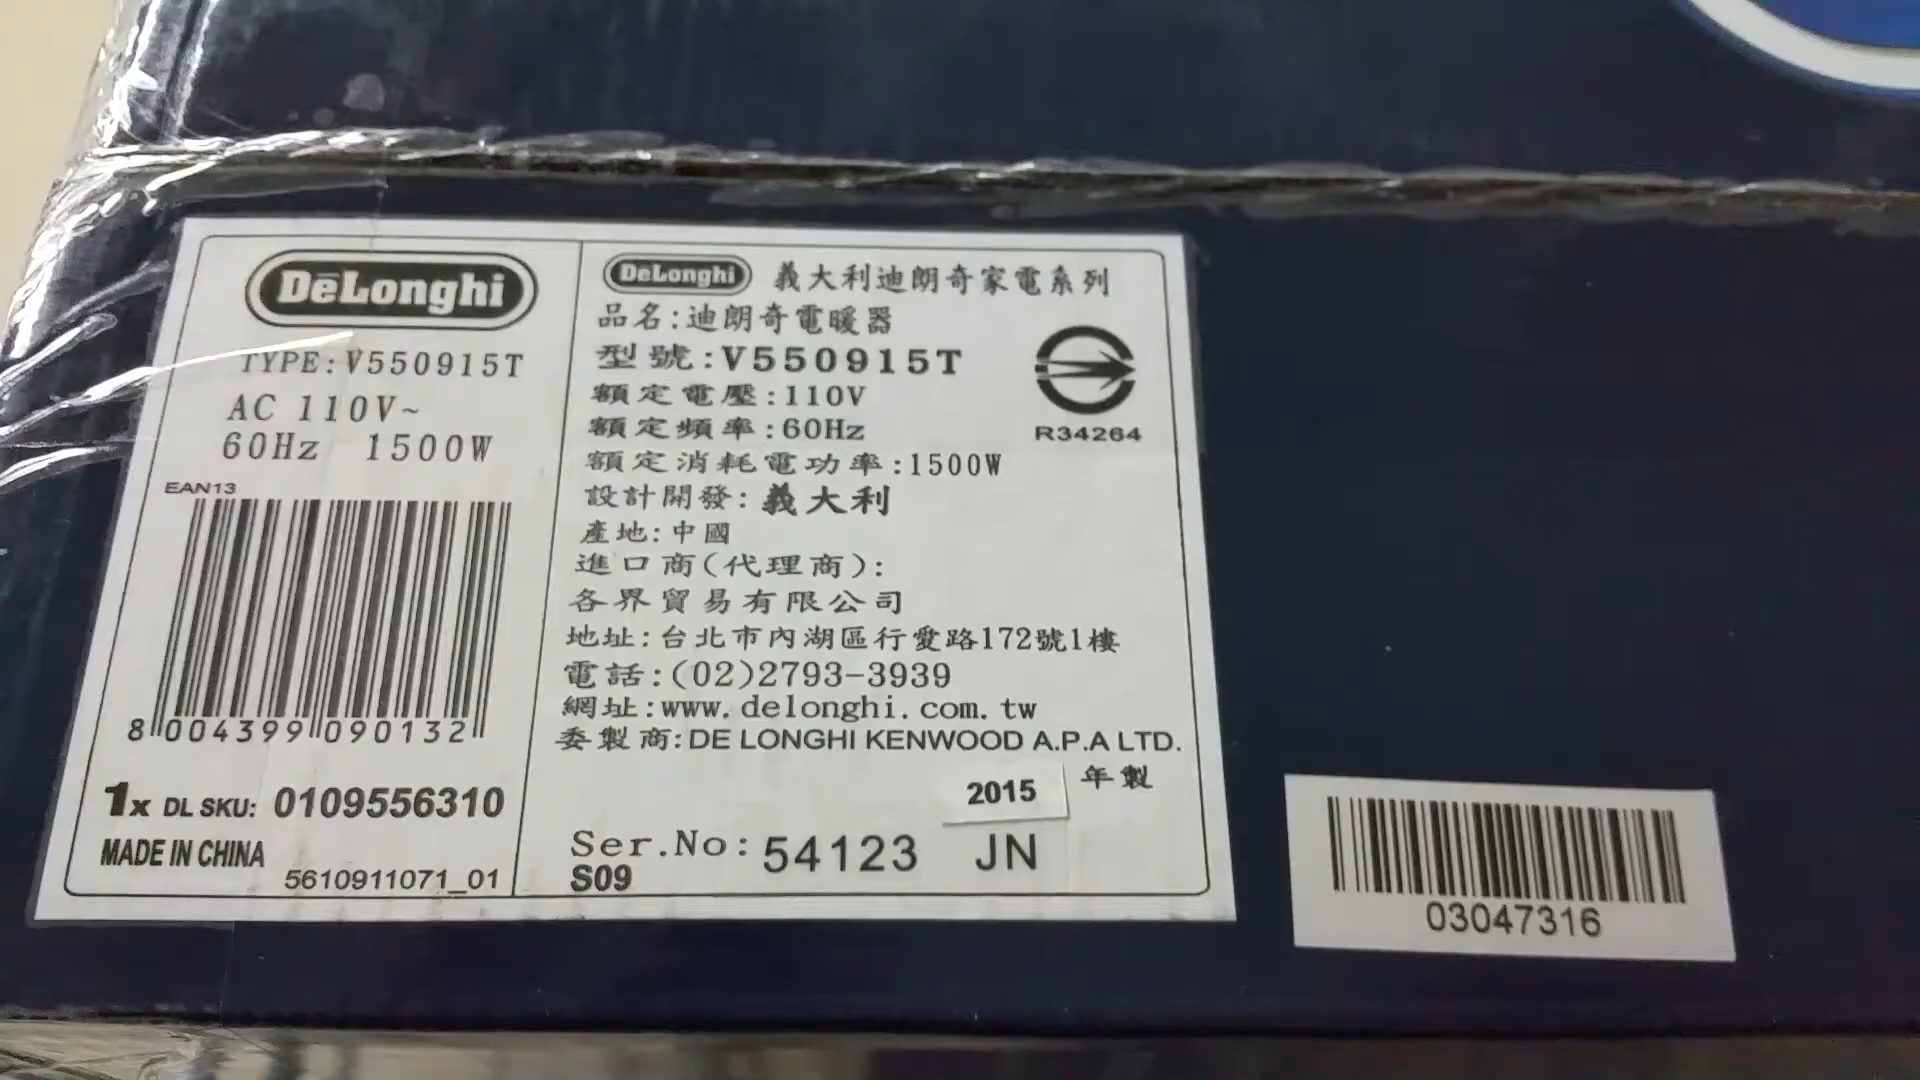 DeLonghi
TYPE:V550915T
AC 110V~
60Hz 1500W
EAN13
8 004399 090132
1x DL SKU: 0109556310
MADE IN CHINA
5610911071_01
DeLonghi 義大利迪朗奇家電系列
品名:迪朗奇電暖器
型號:V550915T
額定電壓:110V
額定頻率:60Hz
R34264
額定消耗電功率:1500W
設計開發:義大利
產地:中國
進口商(代理商):
各界貿易有限公司
地址:台北市內湖區行愛路172號1樓
電話:(02)2793-3939
網址:www.delonghi.com.tw
委製商:DE LONGHI KENWOOD A.P.A LTD.
2015 年製
Ser.No: 54123 JN
S09
03047316